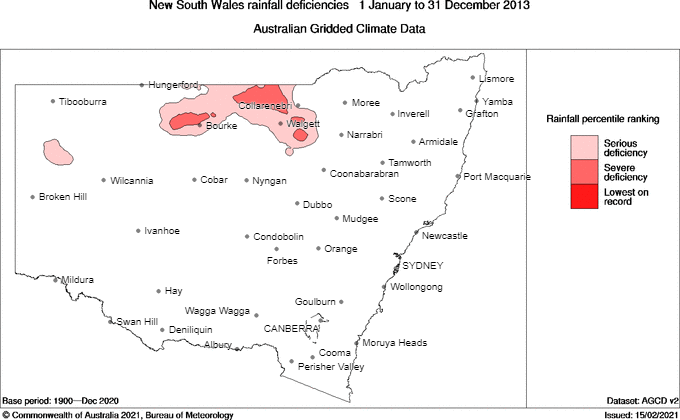 New South Wales rainfall deficiencies 1 January to 31 December 2013
Australian Gridded Climate Data
Hungerford
Lismore
Tibooburra
Collarenebri
Moree
Yamba
Inverell
Grafton
Bourke
Walgett
Narrabri
Armidale
Tamworth
Coonabarabran
Port Macquarie
Wilcannia
Cobar
Nyngan
Broken Hill
Scone
Dubbo
Mudgee
Ivanhoe
Condobolin
Newcastle
Orange
Forbes
SYDNEY
Mildura
Wollongong
Hay
Goulburn
Wagga Wagga
Swan Hill
Deniliquin
CANBERRA
Albury
Moruya Heads
Cooma
Perisher Valley
Rainfall percentile ranking
Serious
deficiency
Severe
deficiency
Lowest on
record
Base period: 1900—Dec 2020
Dataset: AGCD v2
© Commonwealth of Australia 2021, Bureau of Meteorology
Issued: 15/02/2021